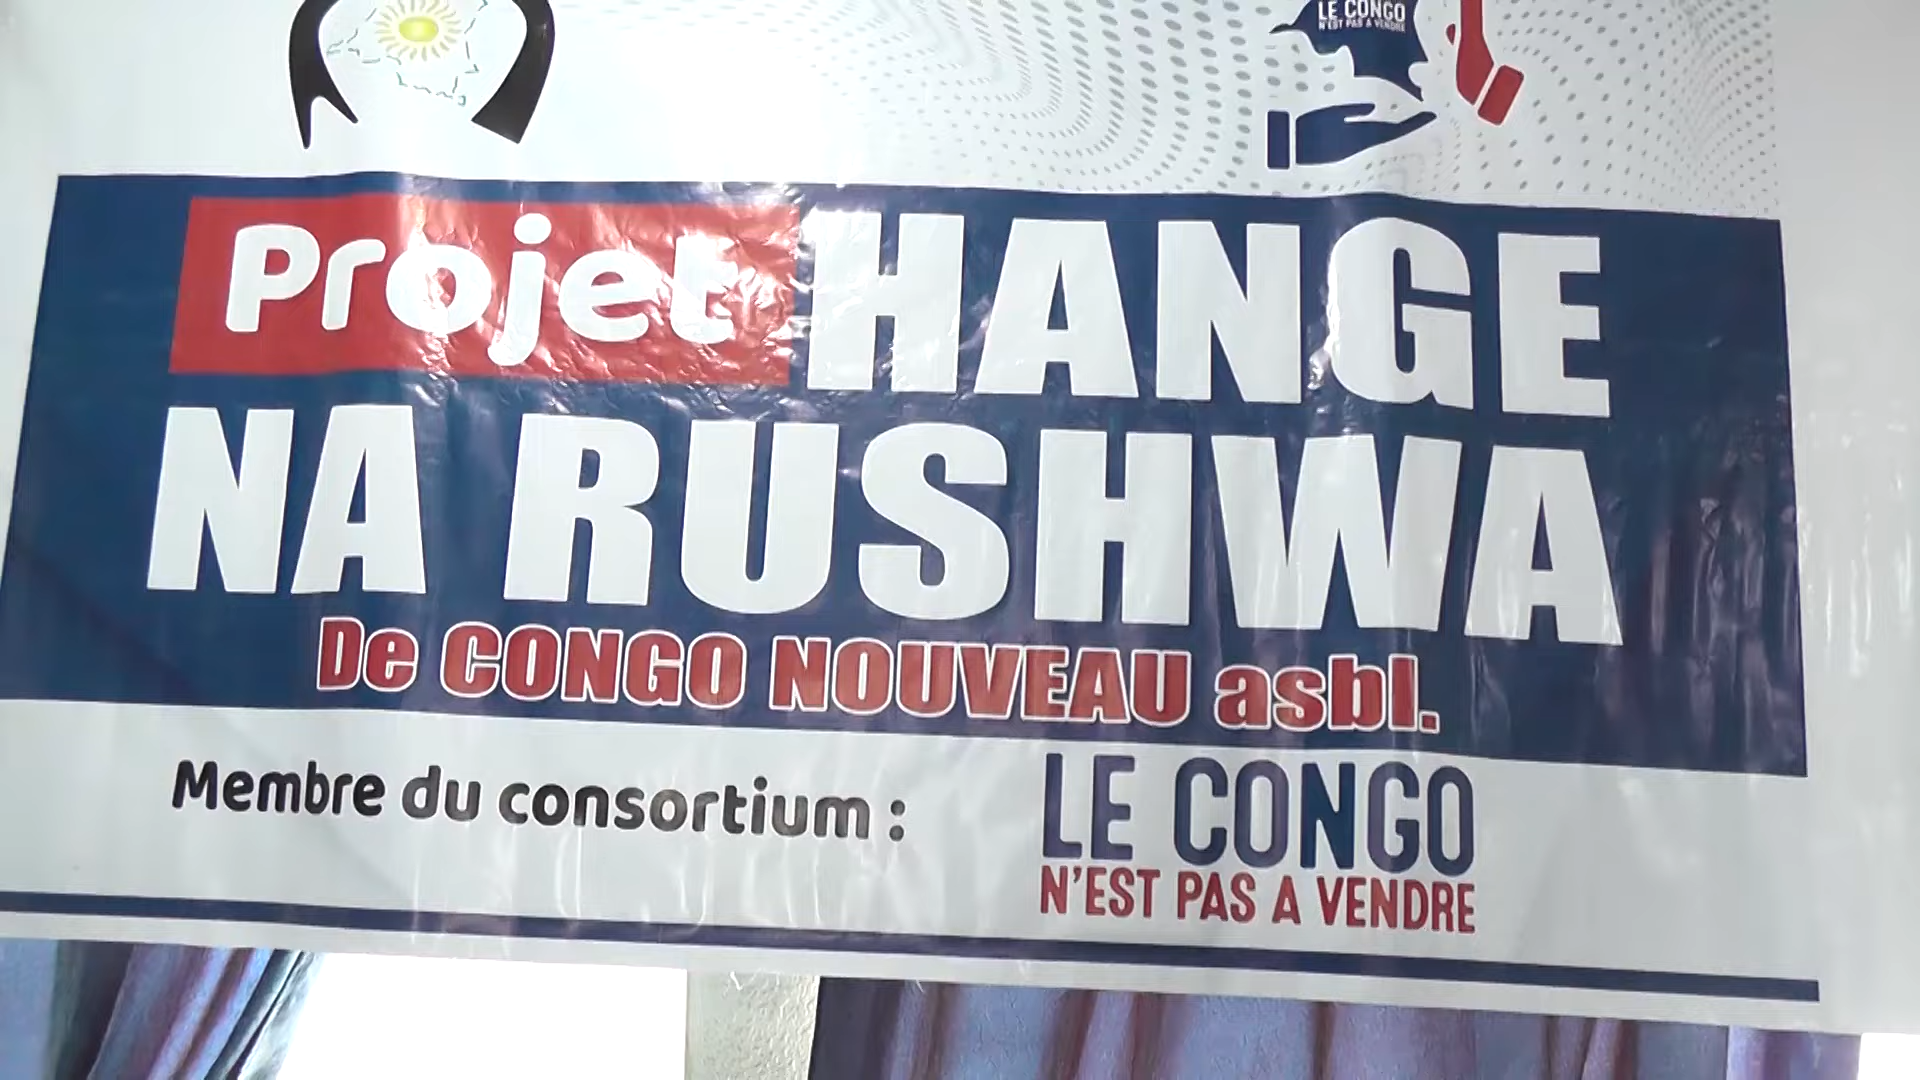 LE CONGO
N'EST PAS A VENDRE
Projet HANGE
NA RUSHWA
De CONGO NOUVEAU asbl.
Membre du consortium : LE CONGO
N'EST PAS A VENDRE